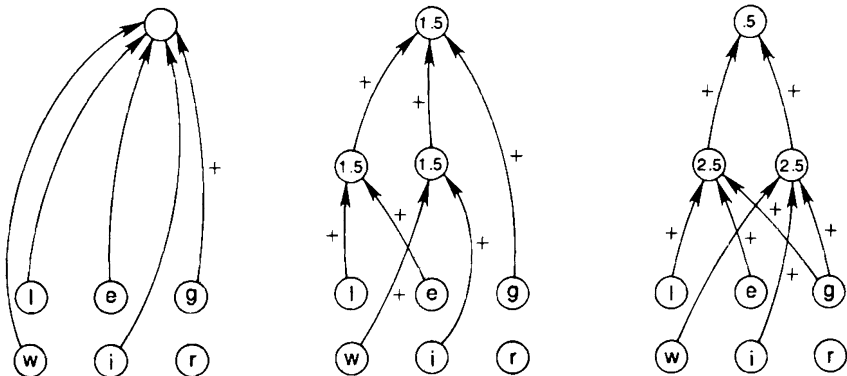 1.5 .5
+ + + +
1.5 1.5 2.5 2.5
+ + + +
+ + + + +
l e g l e g l e g
+ +
w i r w i r w i r